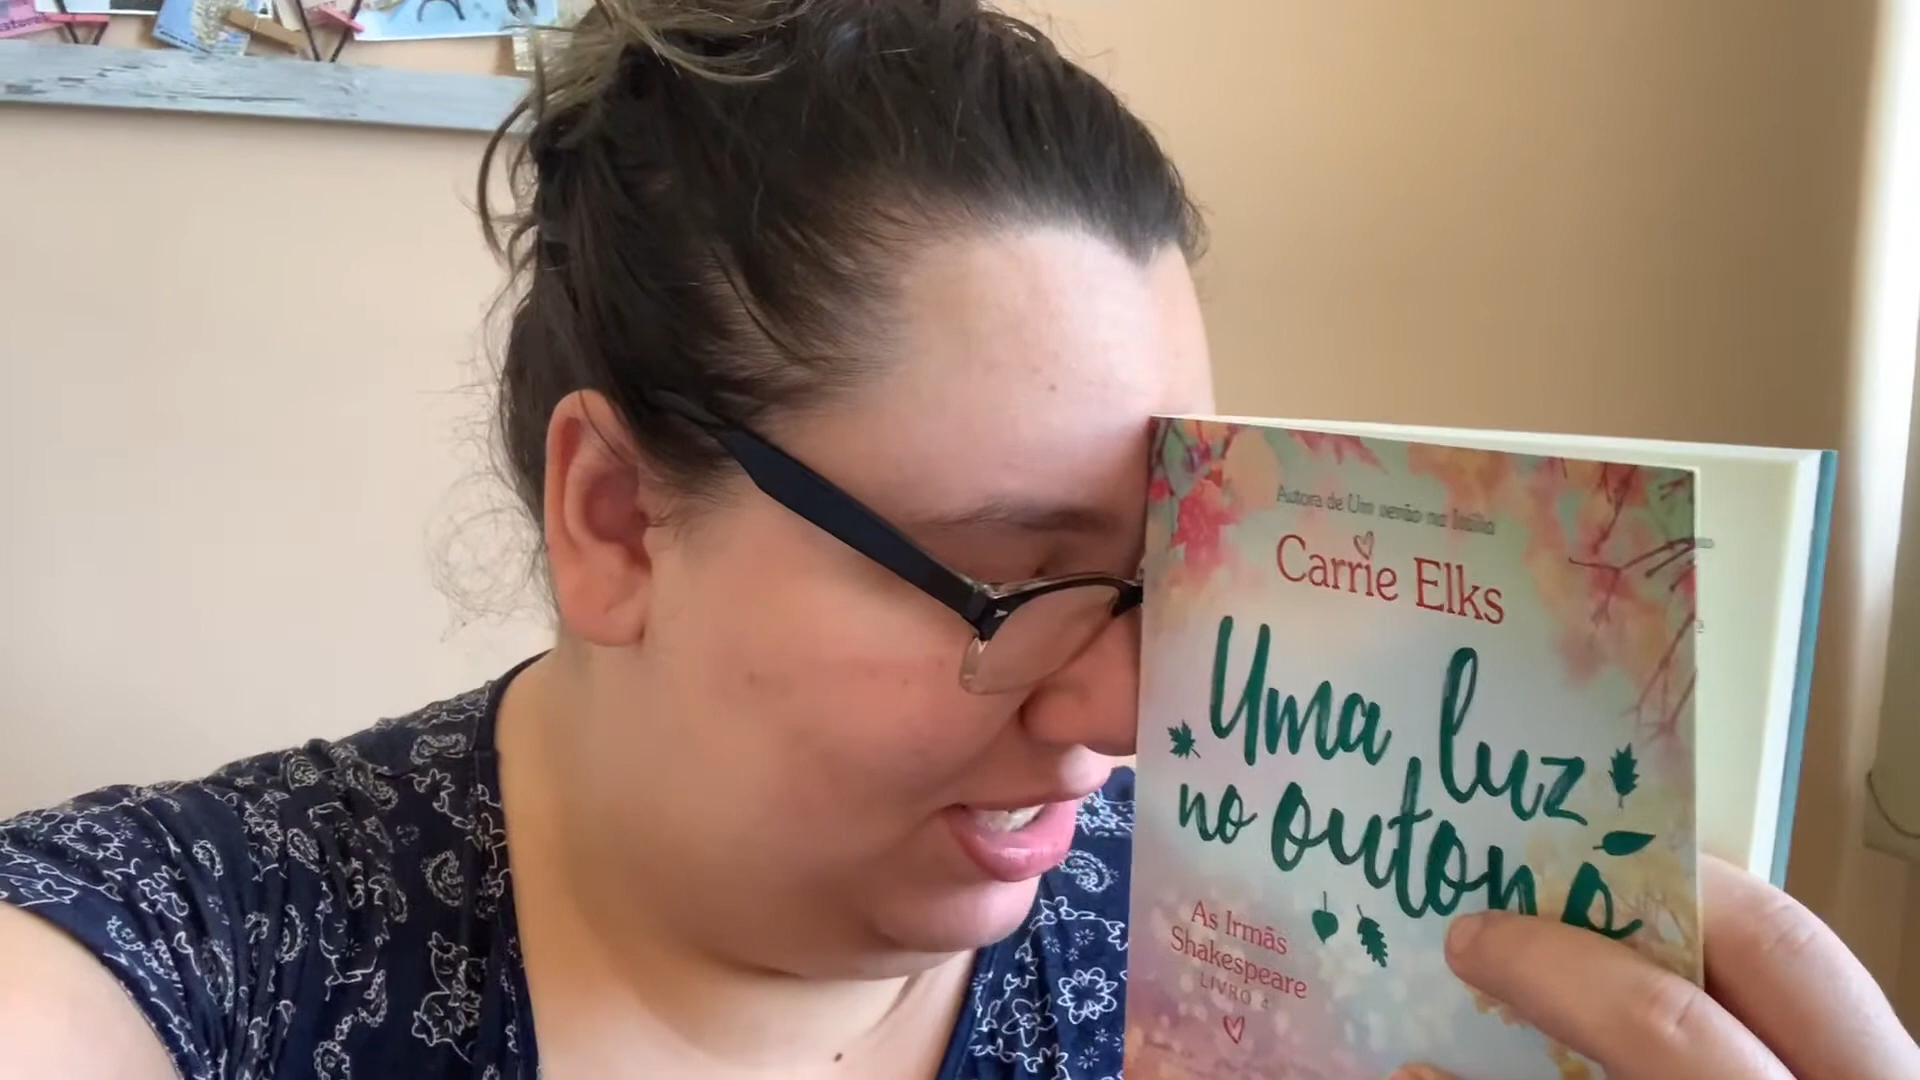 Autora de Um verão na Itália
Carrie Elks
Uma luz
no outono
As Irmãs
Shakespeare
LIVRO 4